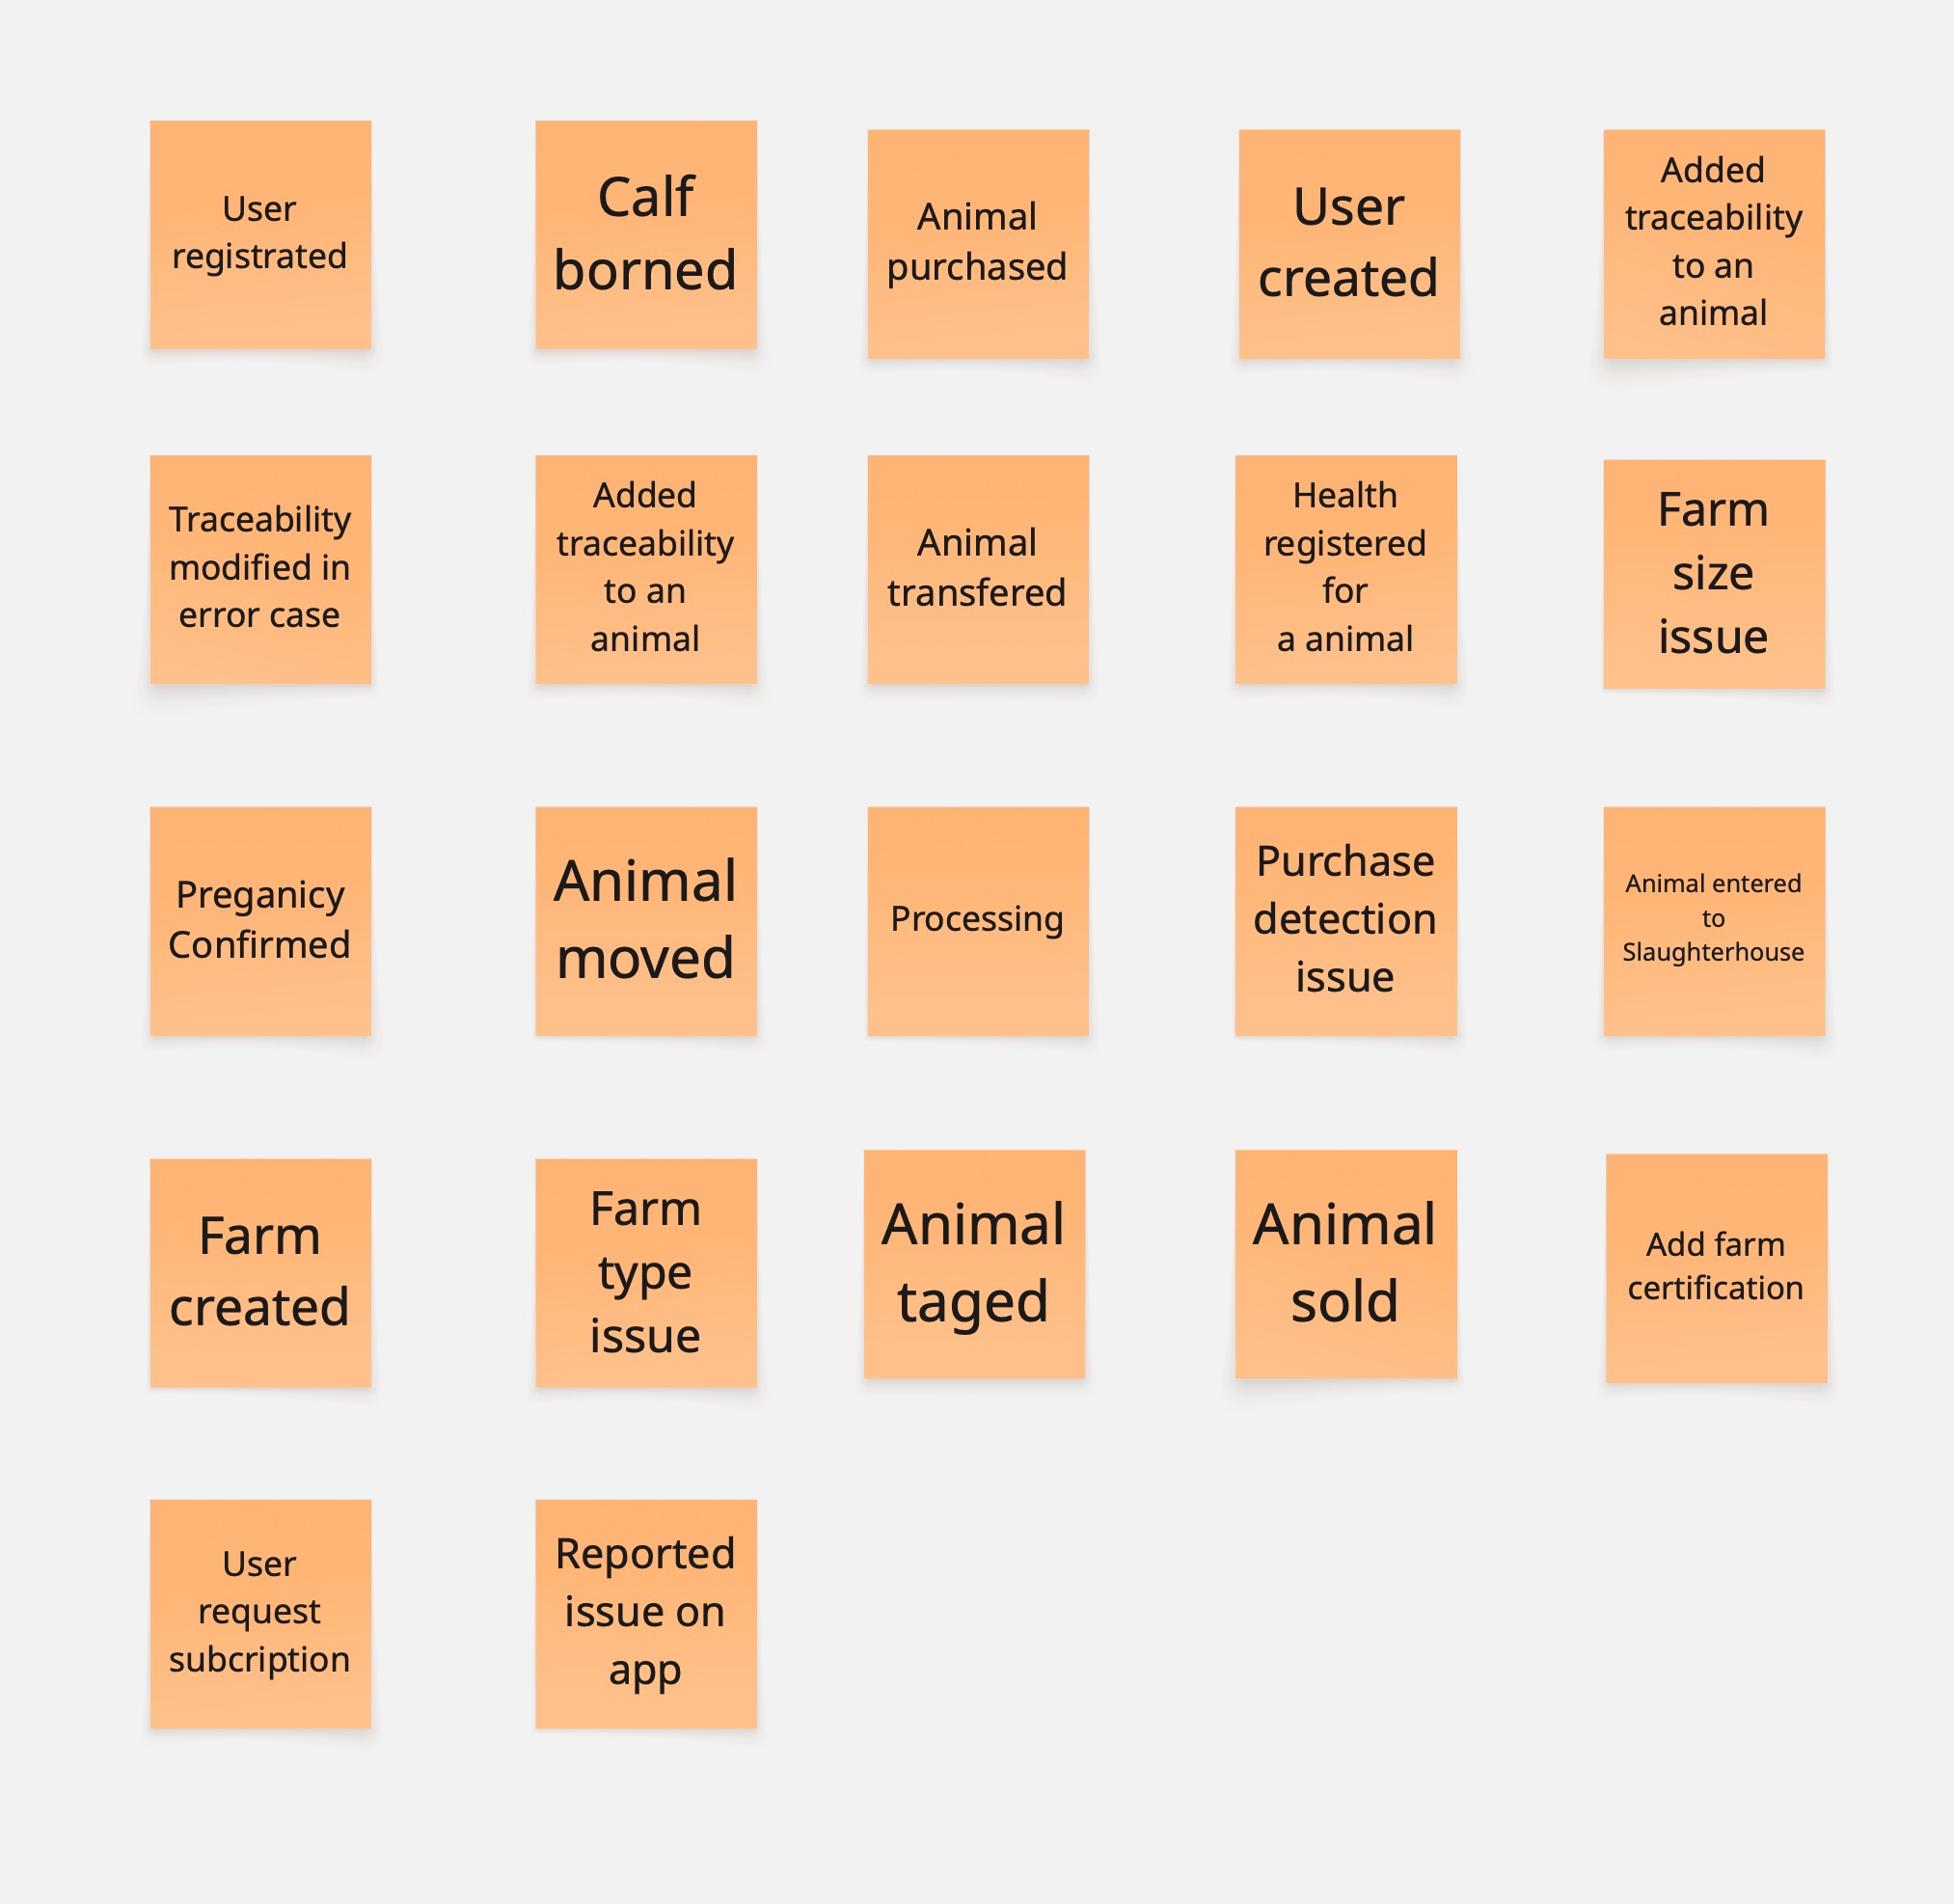 User
registrated
Calf
borned
Animal
purchased
User
created
Added
traceability
to an
animal
Traceability
modified in
error case
Added
traceability
to an
animal
Animal
transfered
Health
registered
for
a animal
Farm
size
issue
Preganicy
Confirmed
Animal
moved
Processing
Purchase
detection
issue
Animal entered
to
Slaughterhouse
Farm
created
Farm
type
issue
Animal
taged
Animal
sold
Add farm
certification
User
request
subcription
Reported
issue on
app